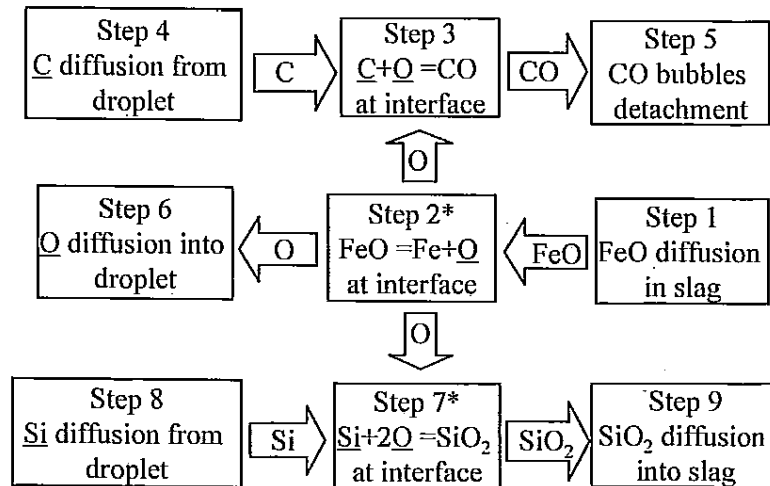 Step 4
C diffusion from
droplet
C
Step 3
C+O =CO
at interface
CO
Step 5
CO bubbles
detachment
O
Step 6
O diffusion into
droplet
O
Step 2*
FeO =Fe+O
at interface
FeO
Step 1
FeO diffusion
in slag
O
Step 8
Si diffusion from
droplet
Si
Step 7*
Si+2O =SiO₂
at interface
SiO₂
Step 9
SiO₂ diffusion
into slag